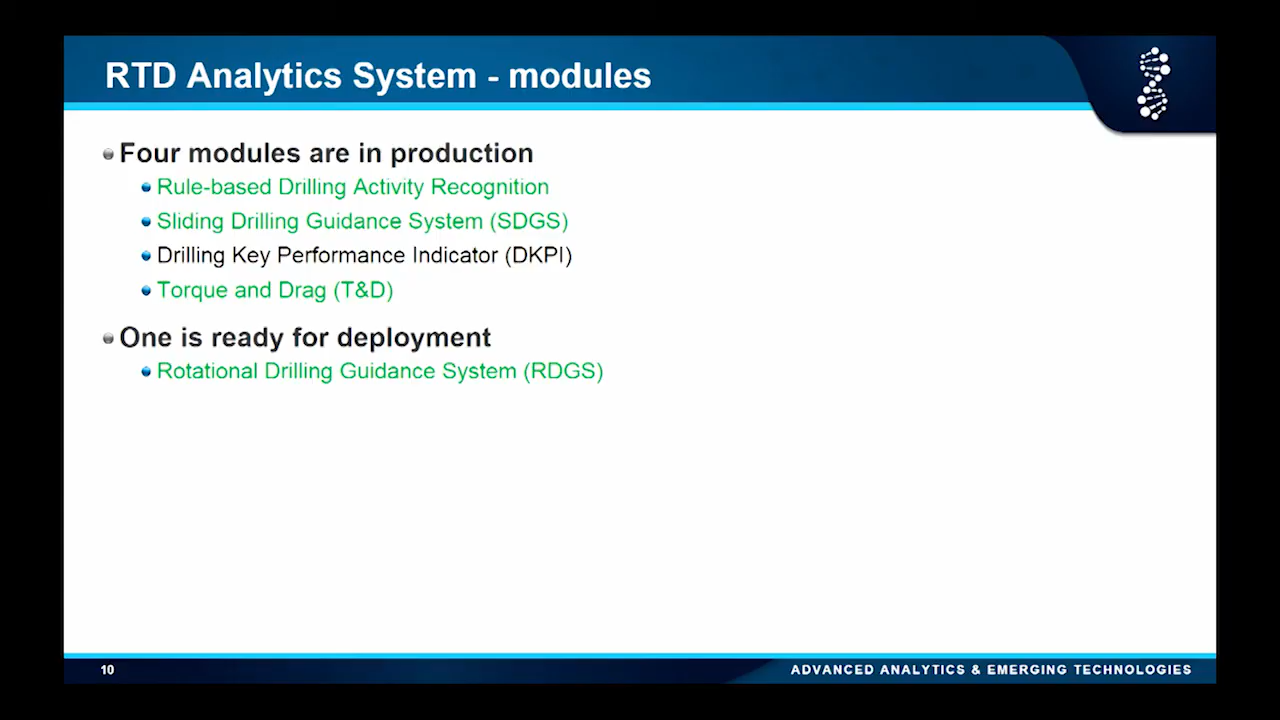 RTD Analytics System - modules
Four modules are in production
Rule-based Drilling Activity Recognition
Sliding Drilling Guidance System (SDGS)
Drilling Key Performance Indicator (DKPI)
Torque and Drag (T&D)
One is ready for deployment
Rotational Drilling Guidance System (RDGS)
10
ADVANCED ANALYTICS & EMERGING TECHNOLOGIES